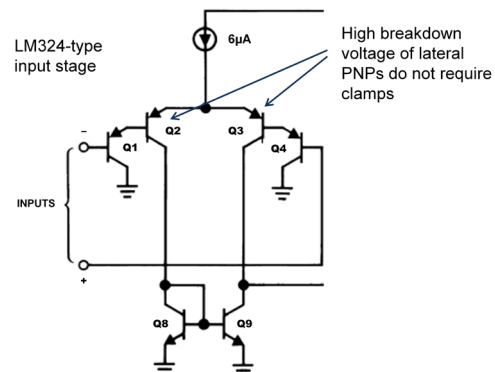 LM324-type
input stage
6μA
High breakdown
voltage of lateral
PNPs do not require
clamps
Q2
Q3
Q1
Q4
–
INPUTS
+
Q8
Q9